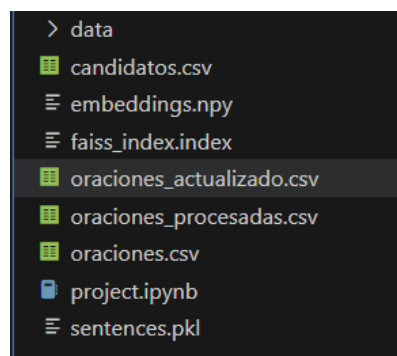 data
candidatos.csv
embeddings.npy
faiss_index.index
oraciones_actualizado.csv
oraciones_procesadas.csv
oraciones.csv
project.ipynb
sentences.pkl